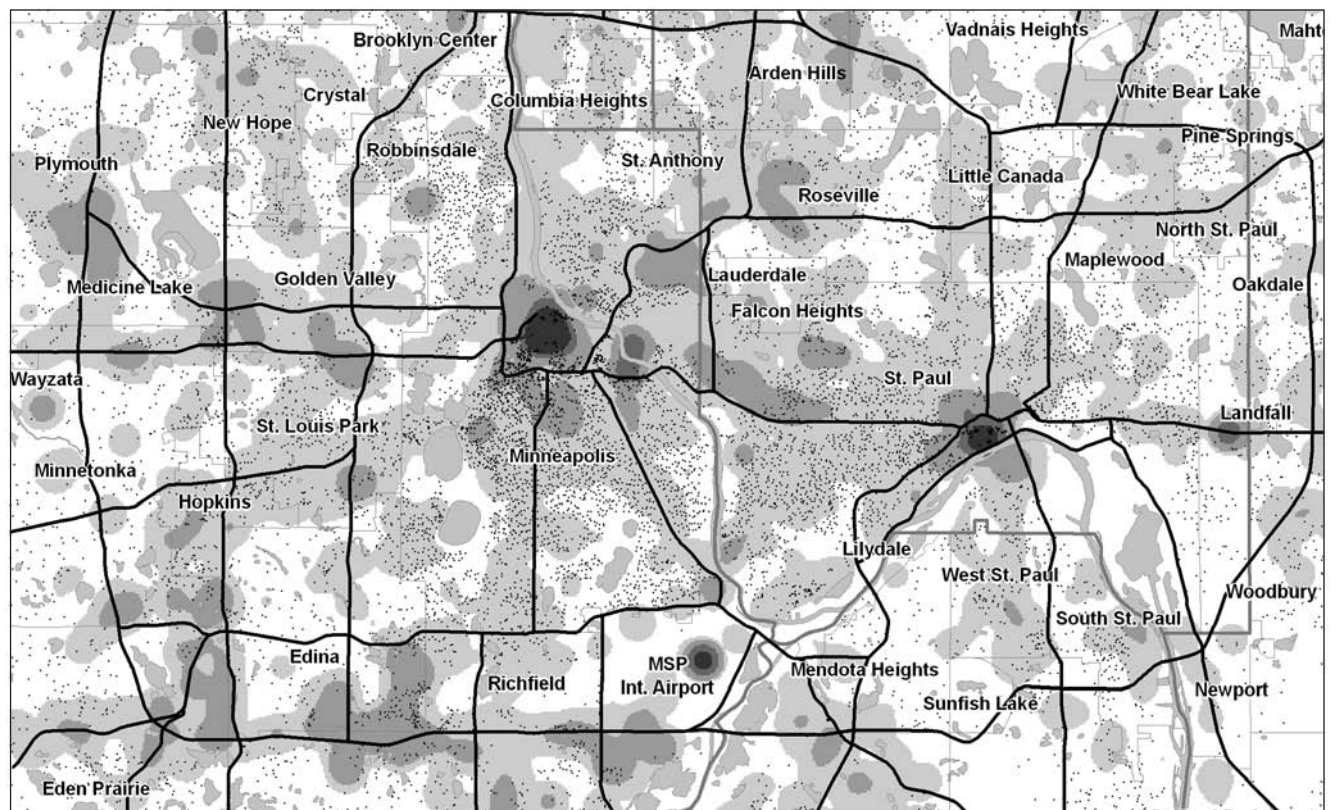 Brooklyn Center
Vadnais Heights
Arden Hills
Crystal
Columbia Heights
White Bear Lake
New Hope
Pine Springs
Robbinsdale
St. Anthony
Plymouth
Little Canada
Roseville
North St. Paul
Maplewood
Golden Valley
Lauderdale
Medicine Lake
Oakdale
Falcon Heights
Wayzata
St. Paul
Landfall
St. Louis Park
Minneapolis
Minnetonka
Hopkins
Lilydale
West St. Paul
Woodbury
South St. Paul
Edina
MSP
Int. Airport
Mendota Heights
Richfield
Newport
Sunfish Lake
Eden Prairie